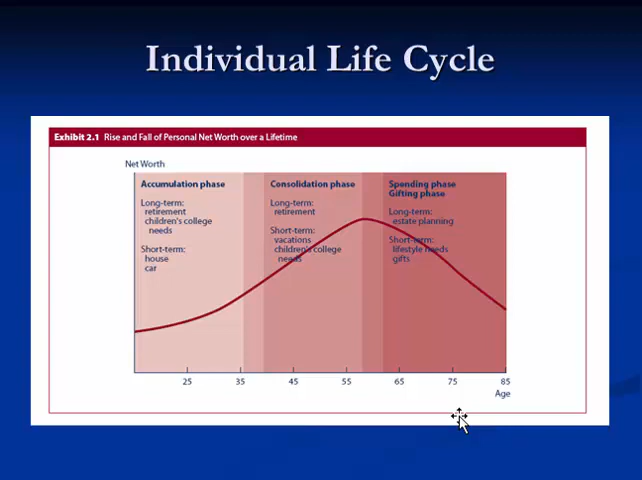 Individual Life Cycle
Exhibit 2.1 Rise and Fall of Personal Net Worth over a Lifetime
Net Worth
Accumulation phase
Long-term:
retirement
children's college
needs
Short-term:
house
car
Consolidation phase
Long-term:
retirement
Short-term:
vacations
children's college
needs
Spending phase
Gifting phase
Long-term:
estate planning
Short-term:
lifestyle needs
gifts
25 35 45 55 65 75 85
Age